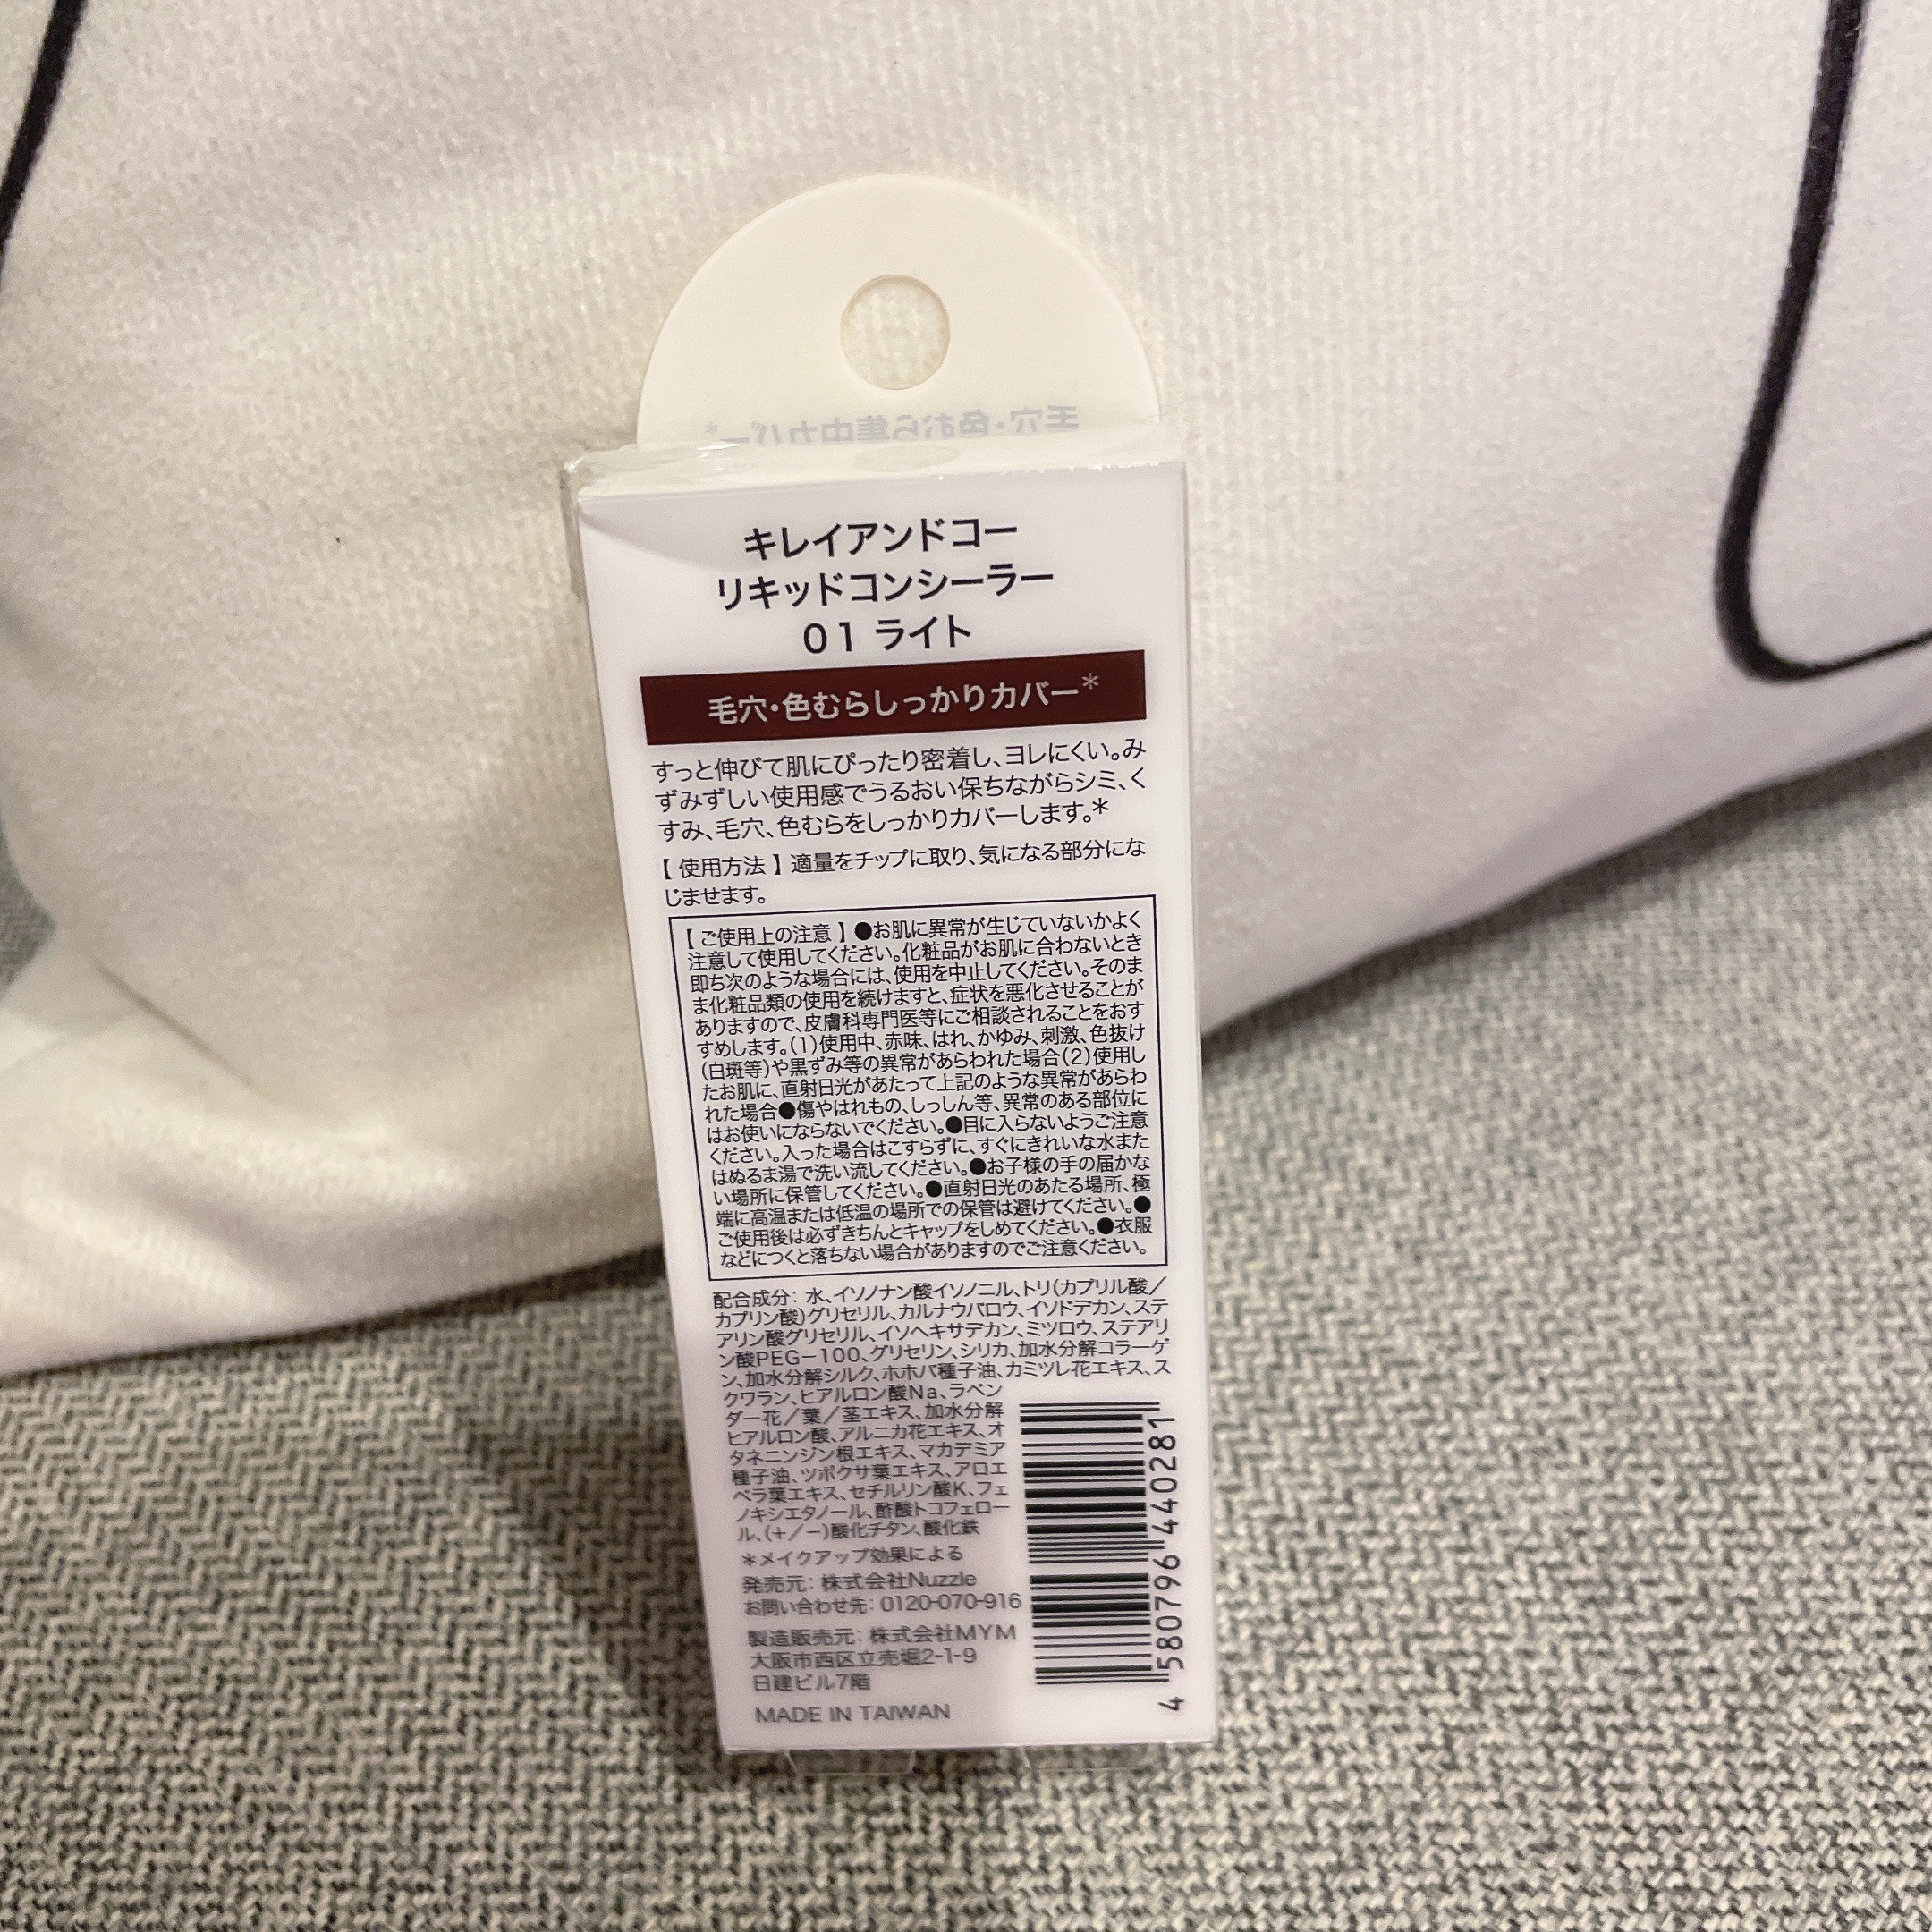 毛穴・色むら集中カバー*
キレイアンドコー
リキッドコンシーラー
01 ライト
毛穴・色むらしっかりカバー*
すっと伸びて肌にぴったり密着し、ヨレにくい。み
ずみずしい使用感でうるおい保ちながらシミ、く
すみ、毛穴、色むらをしっかりカバーします。*
【 使用方法 】適量をチップに取り、気になる部分にな
じませます。
【 ご使用上の注意 】●お肌に異常が生じていないかよく
注意して使用してください。化粧品がお肌に合わないとき
即ち次のような場合には、使用を中止してください。そのま
ま化粧品類の使用を続けますと、症状を悪化させることが
ありますので、皮膚科専門医等にご相談されることをおす
すめします。(1)使用中、赤味、はれ、かゆみ、刺激、色抜け
(白斑等)や黒ずみ等の異常があらわれた場合(2)使用し
たお肌に、直射日光があたって上記のような異常があらわ
れた場合●傷やはれもの、しっしん等、異常のある部位に
はお使いにならないでください。●目に入らないようご注意
ください。入った場合はこすらずに、すぐにきれいな水また
はぬるま湯で洗い流してください。●お子様の手の届かな
い場所に保管してください。●直射日光のあたる場所、極
端に高温または低温の場所での保管は避けてください。●
ご使用後は必ずきちんとキャップをしめてください。●衣服
などにつくと落ちない場合がありますのでご注意ください。
配合成分: 水、イソノナン酸イソノニル、トリ(カプリル酸／
カプリン酸)グリセリル、カルナウバロウ、イソドデカン、ステ
アリン酸グリセリル、イソヘキサデカン、ミツロウ、ステアリ
ン酸PEG－100、グリセリン、シリカ、加水分解コラーゲ
ン、加水分解シルク、ホホバ種子油、カミツレ花エキス、ス
クワラン、ヒアルロン酸Na、ラベン
ダー花／葉／茎エキス、加水分解
ヒアルロン酸、アルニカ花エキス、オ
タネニンジン根エキス、マカデミア
種子油、ツボクサ葉エキス、アロエ
ベラ葉エキス、セチルリン酸K、フェ
ノキシエタノール、酢酸トコフェロー
ル、(+／－)酸化チタン、酸化鉄
*メイクアップ効果による
発売元: 株式会社Nuzzle
お問い合わせ先: 0120-070-916
製造販売元: 株式会社MYM
大阪市西区立売堀2-1-9
日建ビル7階
MADE IN TAIWAN
4 580796 440281